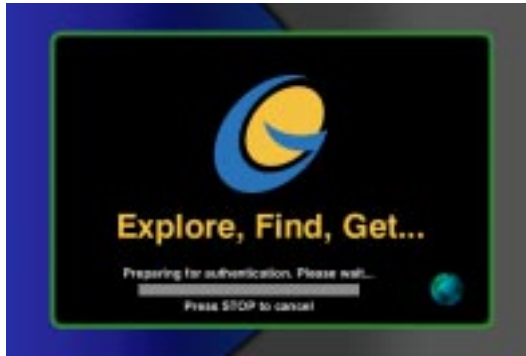 Explore, Find, Get...
Preparing for authentication. Please wait...
Press STOP to cancel